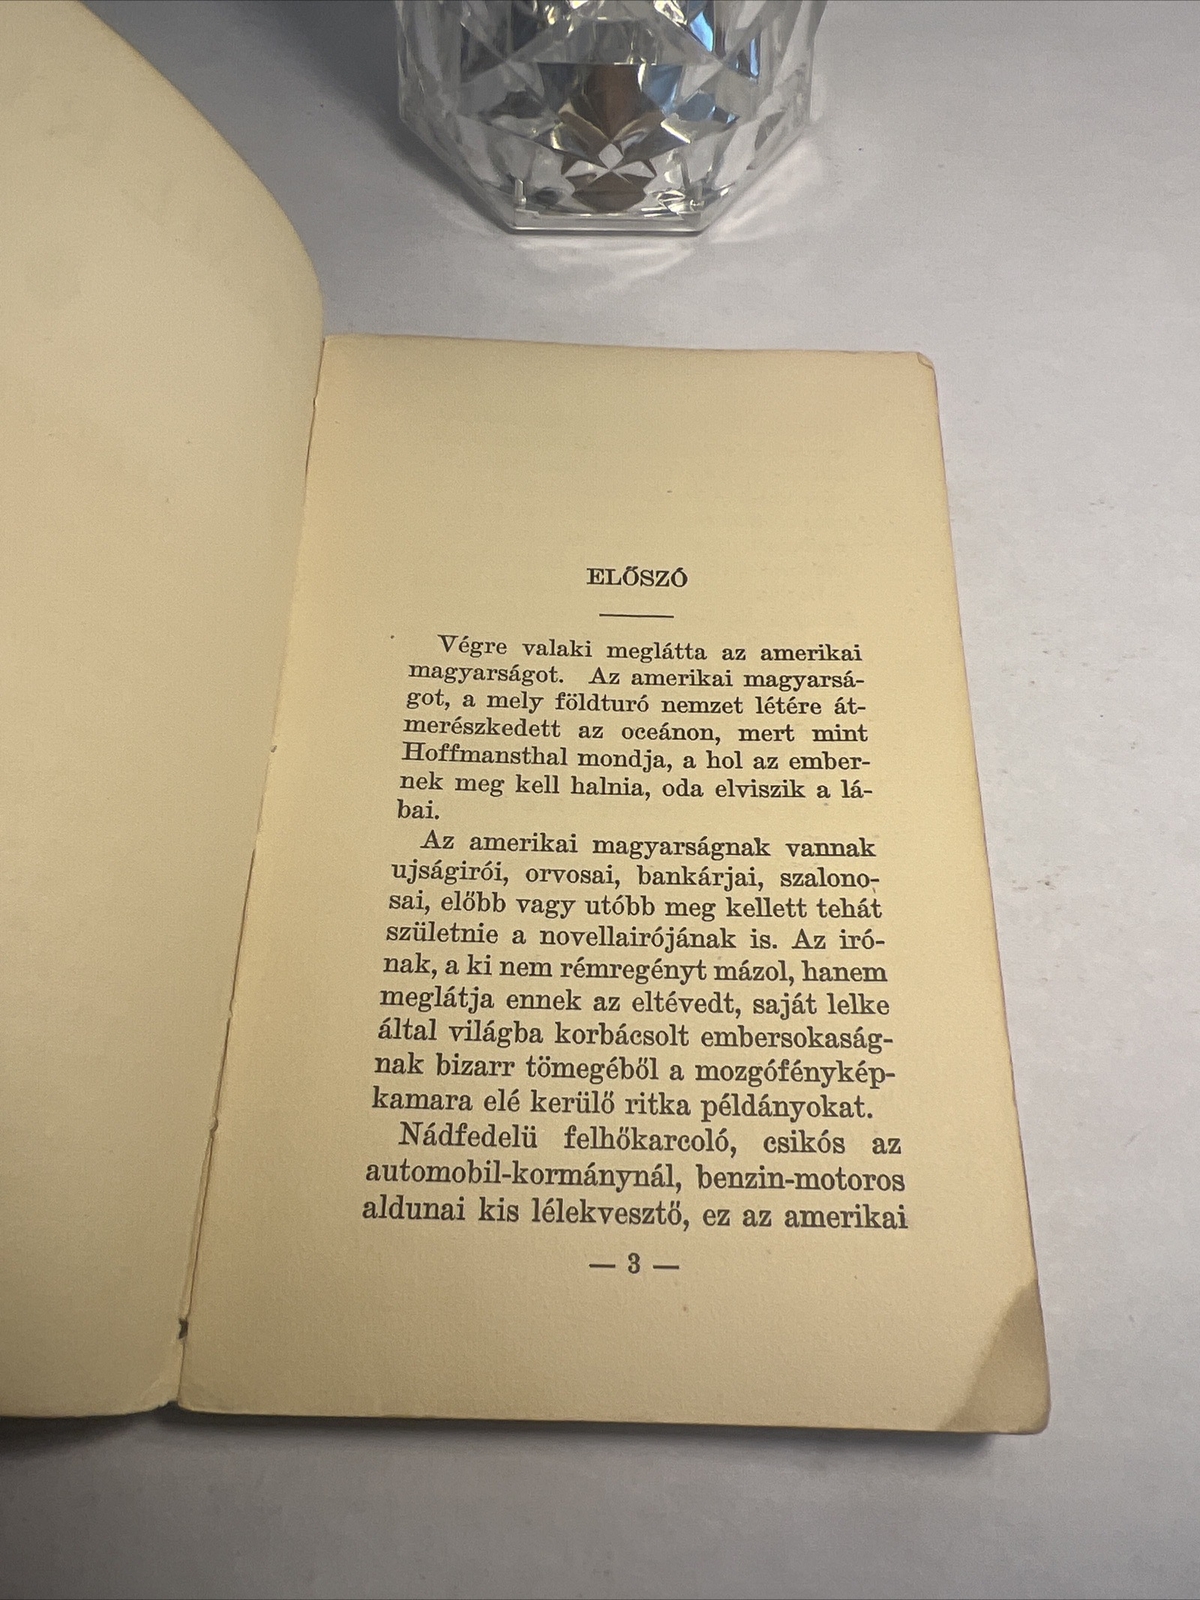 ELŐSZÓ
Végre valaki meglátta az amerikai
magyarságot. Az amerikai magyarsá-
got, a mely földturó nemzet létére át-
merészkedett az oceánon, mert mint
Hoffmansthal mondja, a hol az ember-
nek meg kell halnia, oda elviszik a lá-
bai.
Az amerikai magyarságnak vannak
ujságirói, orvosai, bankárjai, szalono-
sai, előbb vagy utóbb meg kellett tehát
születnie a novellairójának is. Az iró-
nak, a ki nem rémregényt mázol, hanem
meglátja ennek az eltévedt, saját lelke
által világba korbácsolt embersokaság-
nak bizarr tömegéből a mozgófénykép-
kamara elé kerülő ritka példányokat.
Nádfedelü felhőkarcoló, csikós az
automobil-kormánynál, benzin-motoros
aldunai kis lélekvesztő, ez az amerikai
— 3 —